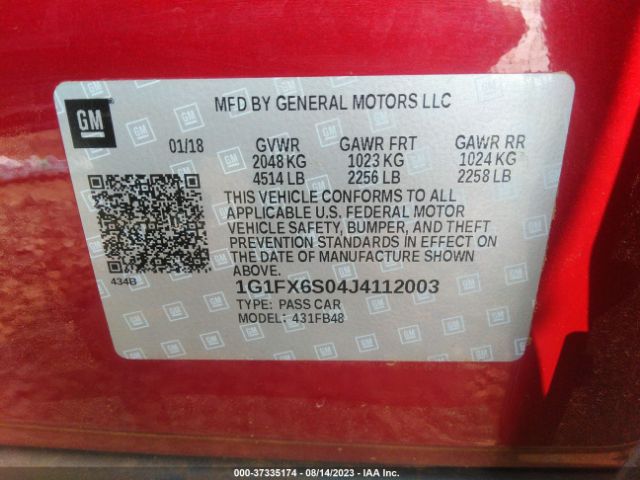 GM
MFD BY GENERAL MOTORS LLC
01/18 GVWR GAWR FRT GAWR RR
2048 KG 1023 KG 1024 KG
4514 LB 2256 LB 2258 LB
THIS VEHICLE CONFORMS TO ALL
APPLICABLE U.S. FEDERAL MOTOR
VEHICLE SAFETY, BUMPER, AND THEFT
PREVENTION STANDARDS IN EFFECT ON
THE DATE OF MANUFACTURE SHOWN
ABOVE.
434B
1G1FX6S04J4112003
TYPE: PASS CAR
MODEL: 431FB48
000-37335174 - 08/14/2023 - IAA Inc.